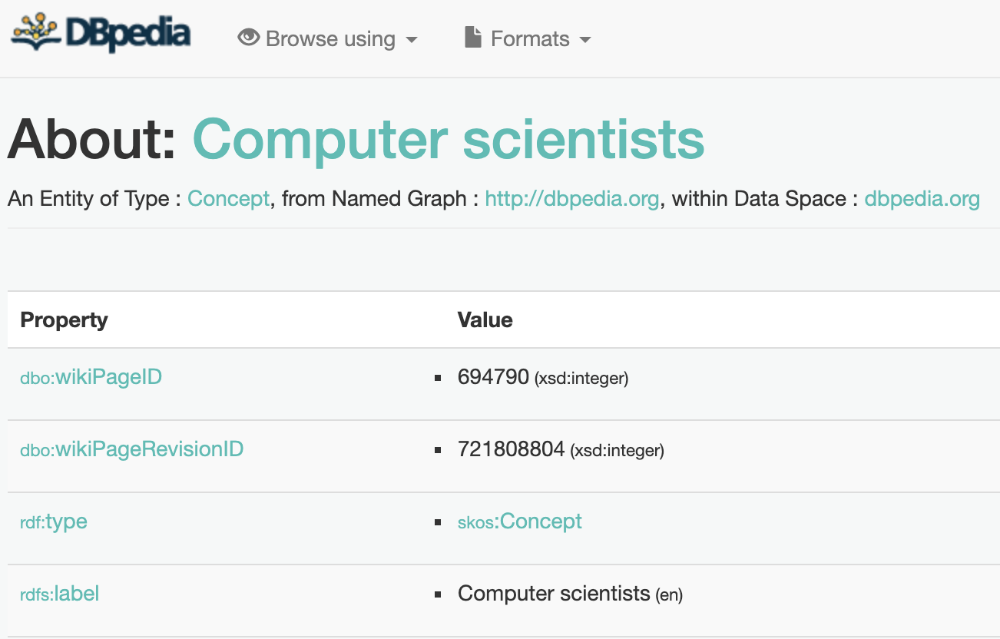 DBpedia Browse using Formats
About: Computer scientists
An Entity of Type : Concept, from Named Graph : http://dbpedia.org, within Data Space : dbpedia.org
Property Value
dbo:wikiPageID 694790 (xsd:integer)
dbo:wikiPageRevisionID 721808804 (xsd:integer)
rdf:type skos:Concept
rdfs:label Computer scientists (en)